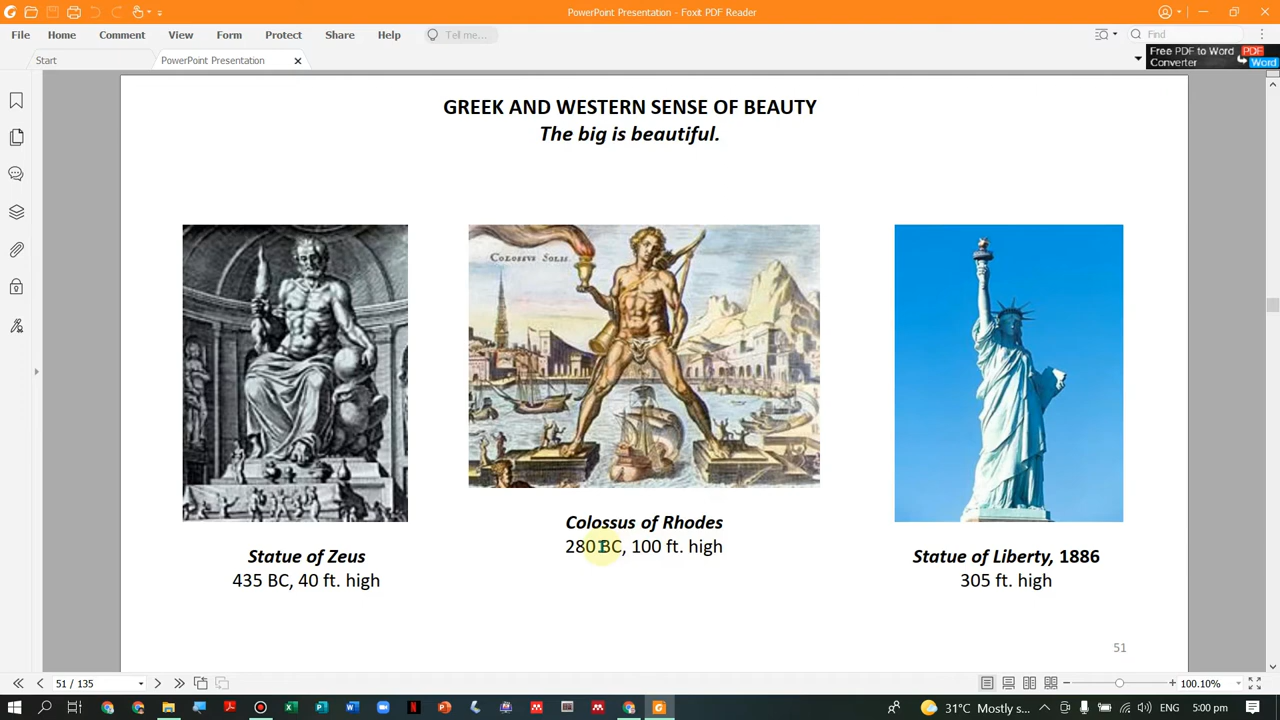 PowerPoint Presentation - Foxit PDF Reader
File Home Comment View Form Protect Share Help Tell me... Find
Start PowerPoint Presentation
Free PDF to Word Converter PDF Word
GREEK AND WESTERN SENSE OF BEAUTY
The big is beautiful.
COLOSSVS SOLIS.
Statue of Zeus
435 BC, 40 ft. high
Colossus of Rhodes
280 BC, 100 ft. high
Statue of Liberty, 1886
305 ft. high
51
51 / 135
100.10%
31°C Mostly s... ENG 5:00 pm